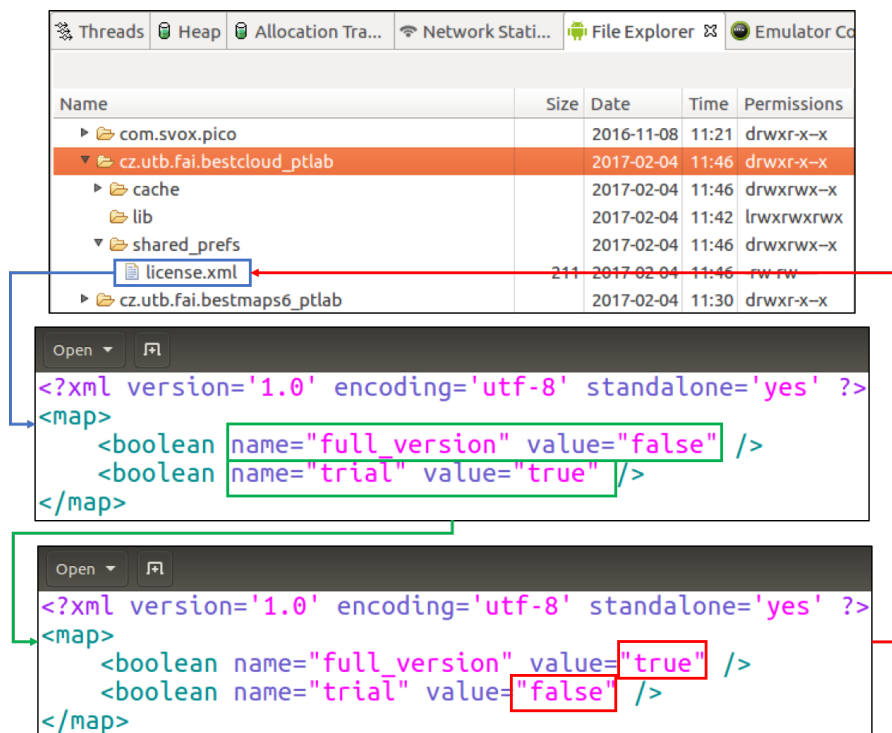 Threads Heap Allocation Tra... Network Stati... File Explorer Emulator Co
Name Size Date Time Permissions
com.svox.pico 2016-11-08 11:21 drwxr-x--x
cz.utb.fai.bestcloud_ptlab 2017-02-04 11:46 drwxr-x--x
cache 2017-02-04 11:46 drwxrwx--x
lib 2017-02-04 11:42 lrwxrwxrwx
shared_prefs 2017-02-04 11:46 drwxrwx--x
license.xml 211 2017-02-04 11:46 -rw-rw----
cz.utb.fai.bestmaps6_ptlab 2017-02-04 11:30 drwxr-x--x
Open
<?xml version='1.0' encoding='utf-8' standalone='yes' ?>
<map>
<boolean name="full_version" value="false" />
<boolean name="trial" value="true" />
</map>
Open
<?xml version='1.0' encoding='utf-8' standalone='yes' ?>
<map>
<boolean name="full_version" value="true" />
<boolean name="trial" value="false" />
</map>